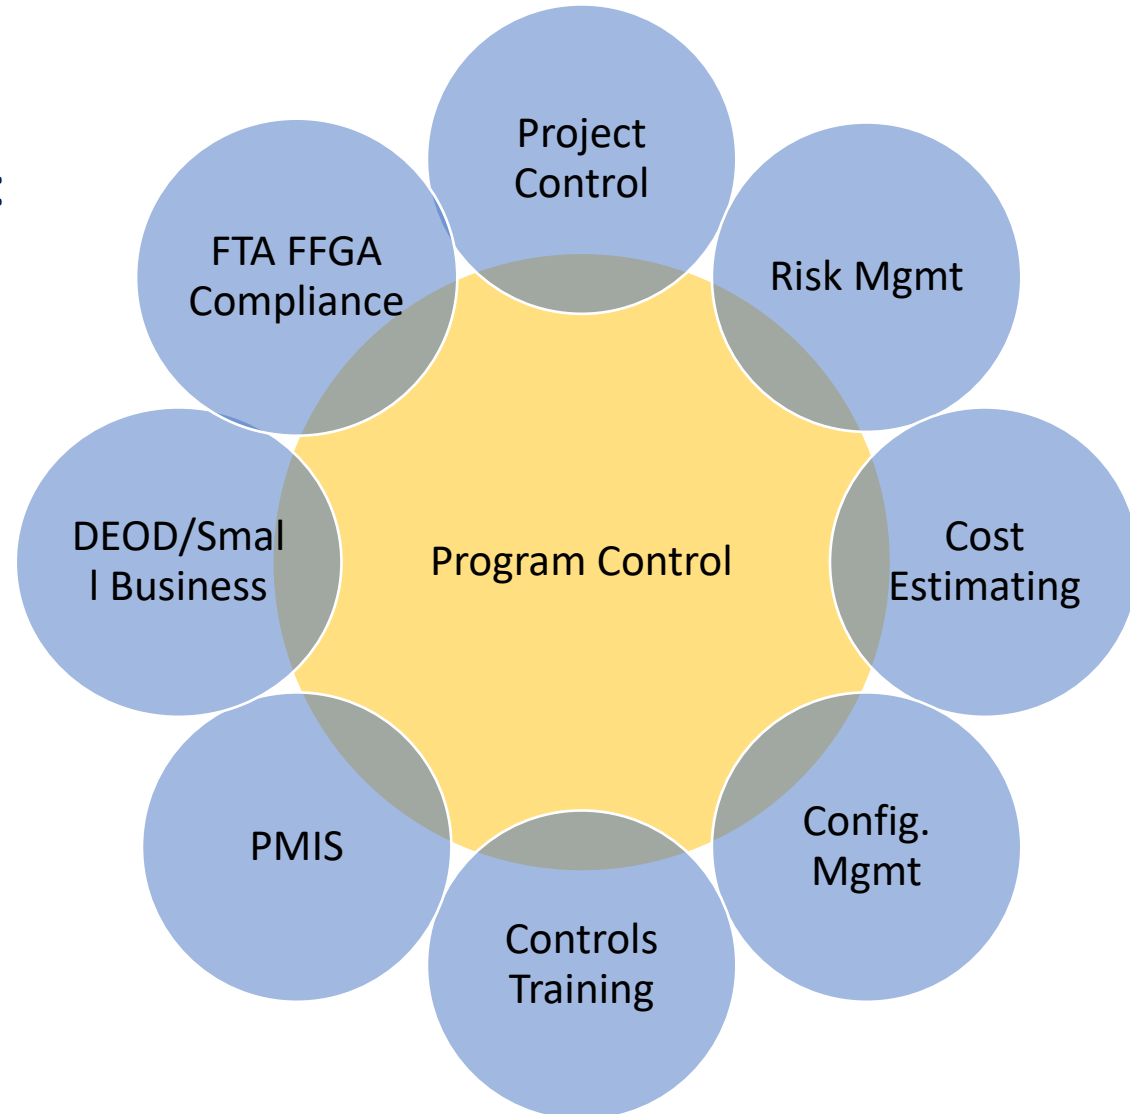 :
Project
Control
FTA FFGA
Compliance
Risk Mgmt
DEOD/Smal
l Business
Program Control
Cost
Estimating
PMIS
Config.
Mgmt
Controls
Training